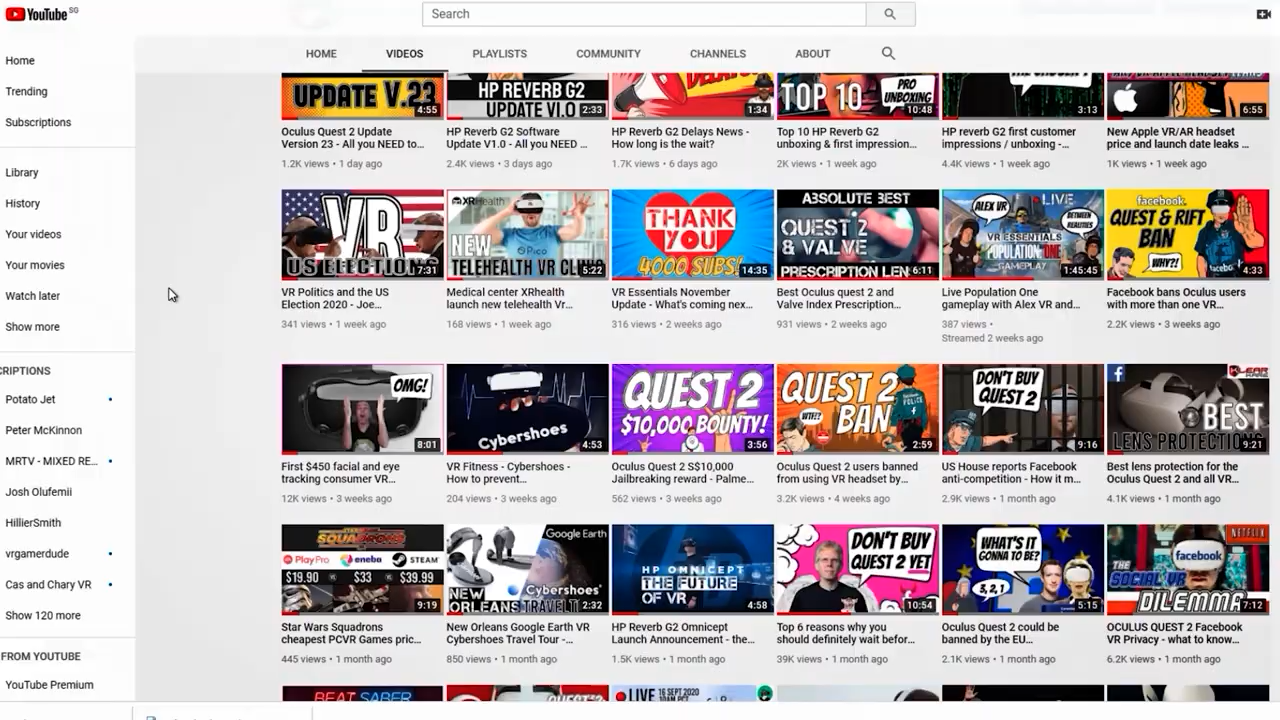 YouTube SG
Search
Home
Trending
Subscriptions
Library
History
Your videos
Your movies
Watch later
Show more
CRIPTIONS
Potato Jet
Peter McKinnon
MRTV - MIXED RE...
Josh Olufemii
HillierSmith
vrgamerdude
Cas and Chary VR
Show 120 more
FROM YOUTUBE
YouTube Premium
HOME VIDEOS PLAYLISTS COMMUNITY CHANNELS ABOUT
UPDATE V.23
4:55
HP REVERB G2
UPDATE V1.0
2:33
1:34
TOP 10
PRO
UNBOXING
10:48
3:13
6:55
Oculus Quest 2 Update
Version 23 - All you NEED to...
1.2K views • 1 day ago
HP Reverb G2 Software
Update V1.0 - All you NEED ...
2.4K views • 3 days ago
HP Reverb G2 Delays News -
How long is the wait?
1.7K views • 6 days ago
Top 10 HP Reverb G2
unboxing & first impression...
2K views • 1 week ago
HP reverb G2 first customer
impressions / unboxing -...
4.4K views • 1 week ago
New Apple VR/AR headset
price and launch date leaks ...
1K views • 1 week ago
VR
US ELECTIONS
7:31
XRHealth
Pico
NEW
TELEHEALTH VR CLINIC
5:22
THANK
YOU
4000 SUBS!
14:35
ABSOLUTE BEST
QUEST 2
& VALVE
PRESCRIPTION LEN
6:11
ALEX VR
LIVE
BETWEEN
REALITIES
VR ESSENTIALS
POPULATION: ONE
GAMEPLAY
1:45:45
facebook
QUEST & RIFT
BAN
WHY?!
4:33
VR Politics and the US
Election 2020 - Joe...
341 views • 1 week ago
Medical center XRhealth
launch new telehealth Vr...
168 views • 1 week ago
VR Essentials November
Update - What's coming nex...
316 views • 2 weeks ago
Best Oculus quest 2 and
Valve Index Prescription...
931 views • 2 weeks ago
Live Population One
gameplay with Alex VR and...
387 views •
Streamed 2 weeks ago
Facebook bans Oculus users
with more than one VR...
2.2K views • 3 weeks ago
OMG!
8:01
Cybershoes
4:53
QUEST 2
$10,000 BOUNTY!
3:56
QUEST 2
BAN
WTF!?
POLICE
2:59
DON'T BUY
QUEST 2
9:16
BEST
LENS PROTECTION
9:21
First $450 facial and eye
tracking consumer VR...
12K views • 3 weeks ago
VR Fitness - Cybershoes -
How to prevent...
204 views • 3 weeks ago
Oculus Quest 2 S$10,000
Jailbreaking reward - Palme...
562 views • 3 weeks ago
Oculus Quest 2 users banned
from using VR headset by...
3.2K views • 4 weeks ago
US House reports Facebook
anti-competition - How it m...
2.9K views • 1 month ago
Best lens protection for the
Oculus Quest 2 and all VR...
4.1K views • 1 month ago
SQUADRONS
Play Pro eneba STEAM
$19.90 $33 $39.99
9:19
Google Earth
Cybershoes
NEW
ORLEANS TRAVEL
2:32
HP OMNICEPT
THE FUTURE
OF VR
4:58
DON'T BUY
QUEST 2 YET
10:54
WHAT'S IT
GONNA TO BE?
3,2,1
5:15
NETFLIX
facebook
THE
SOCIAL VR
DILEMMA
7:12
Star Wars Squadrons
cheapest PCVR Games pric...
445 views • 1 month ago
New Orleans Google Earth VR
Cybershoes Travel Tour -...
850 views • 1 month ago
HP Reverb G2 Omnicept
Launch Announcement - the...
1.5K views • 1 month ago
Top 6 reasons why you
should definitely wait befor...
39K views • 1 month ago
Oculus Quest 2 could be
banned by the EU...
2.1K views • 1 month ago
OCULUS QUEST 2 Facebook
VR Privacy - what to know...
6.2K views • 1 month ago
BEAT SABER
QUEST 2
LIVE 16 SEPT 2020